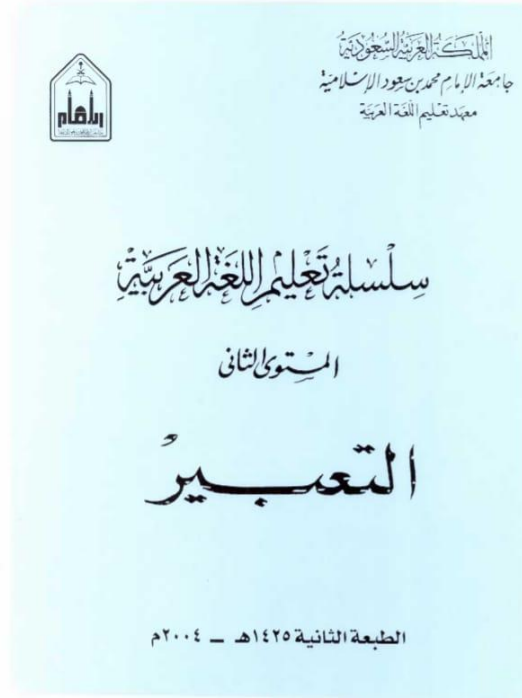 المملكة العربية السعودية
جامعة الإمام محمد بن سعود الإسلامية
معهد تعليم اللغة العربية
الإمام
سلسلة تعليم اللغة العربية
المستوى الثاني
التعبير
الطبعة الثانية ١٤٢٥هـ – ٢٠٠٤م